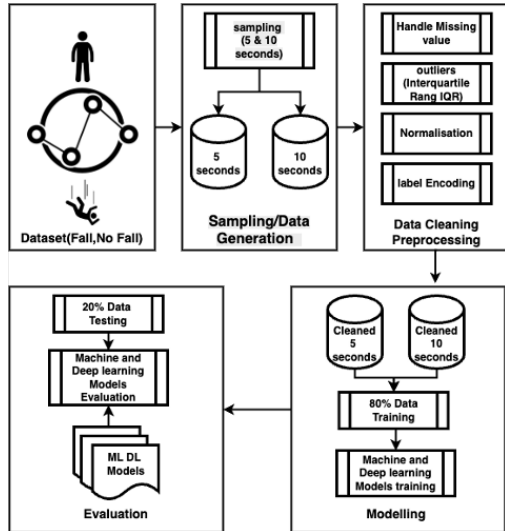 sampling
(5 & 10
seconds)
5
seconds
10
seconds
Sampling/Data
Generation
Dataset(Fall,No Fall)
Handle Missing
value
outliers
(Interquartile
Rang IQR)
Normalisation
label Encoding
Data Cleaning
Preprocessing
20% Data
Testing
Machine and
Deep learning
Models
Evaluation
ML DL
Models
Evaluation
Cleaned
5
seconds
Cleaned
10
seconds
80% Data
Training
Machine and
Deep learning
Models training
Modelling